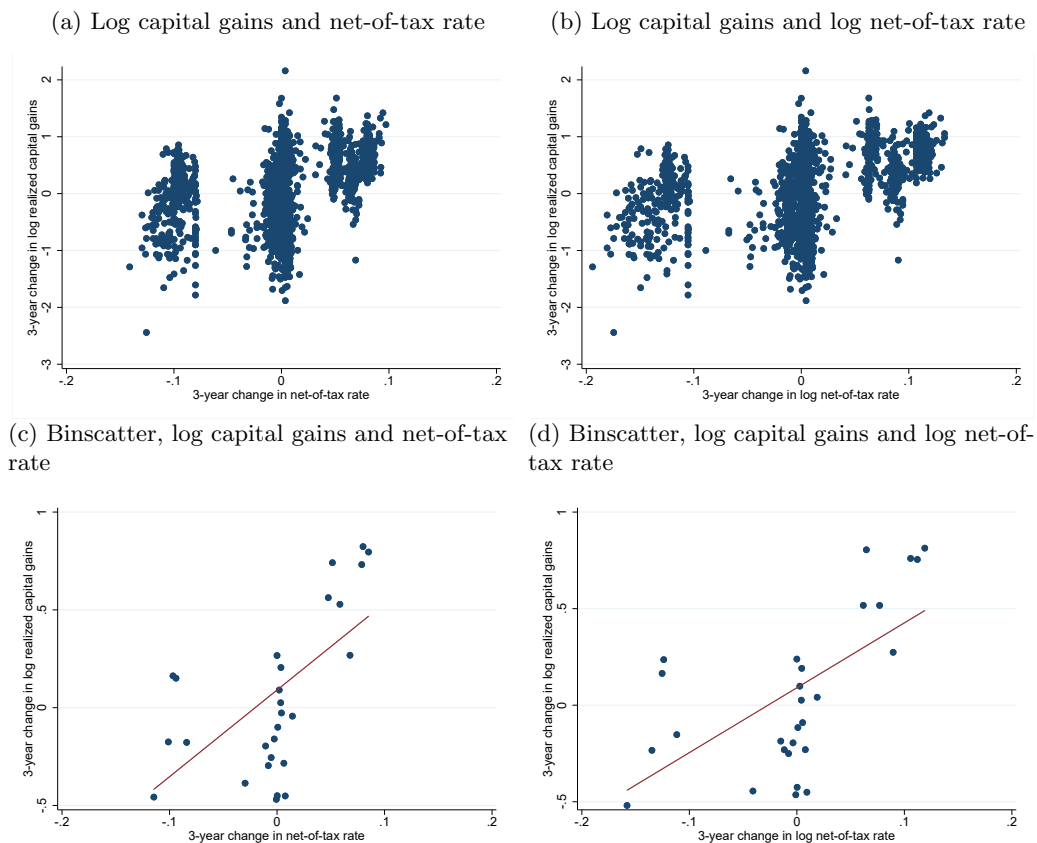 (a) Log capital gains and net-of-tax rate
3-year change in log realized capital gains
2
1
0
-1
-2
-3
-.2
-.1
0
.1
.2
3-year change in net-of-tax rate
(b) Log capital gains and log net-of-tax rate
3-year change in log realized capital gains
2
1
0
-1
-2
-3
-.2
-.1
0
.1
.2
3-year change in log net-of-tax rate
(c) Binscatter, log capital gains and net-of-tax
rate
3-year change in log realized capital gains
1
.5
0
-.5
-.2
-.1
0
.1
.2
3-year change in net-of-tax rate
(d) Binscatter, log capital gains and log net-of-
tax rate
3-year change in log realized capital gains
1
.5
0
-.5
-.2
-.1
0
.1
.2
3-year change in log net-of-tax rate